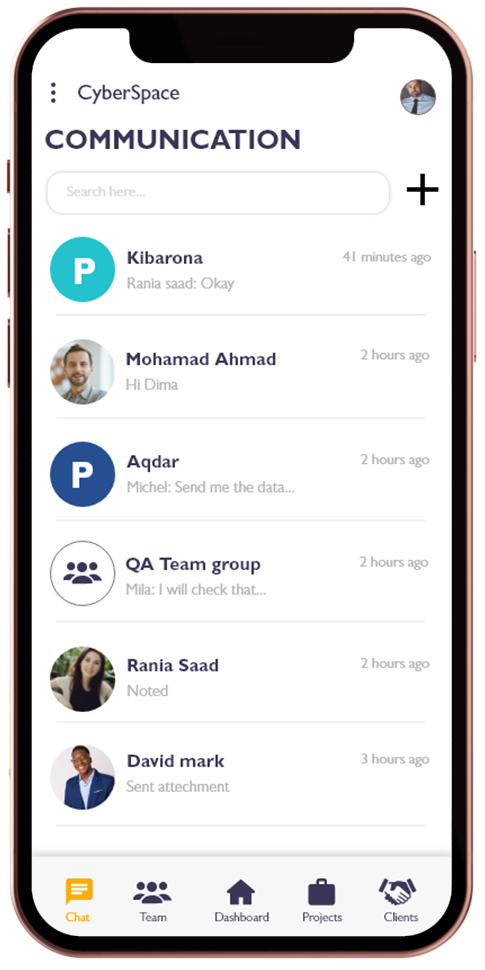 CyberSpace
COMMUNICATION
Search here...
P
Kibarona
41 minutes ago
Rania saad: Okay
Mohamad Ahmad
2 hours ago
Hi Dima
P
Aqdar
2 hours ago
Michel: Send me the data...
QA Team group
2 hours ago
Mila: I will check that...
Rania Saad
2 hours ago
Noted
David mark
3 hours ago
Sent attechment
Chat Team Dashboard Projects Clients